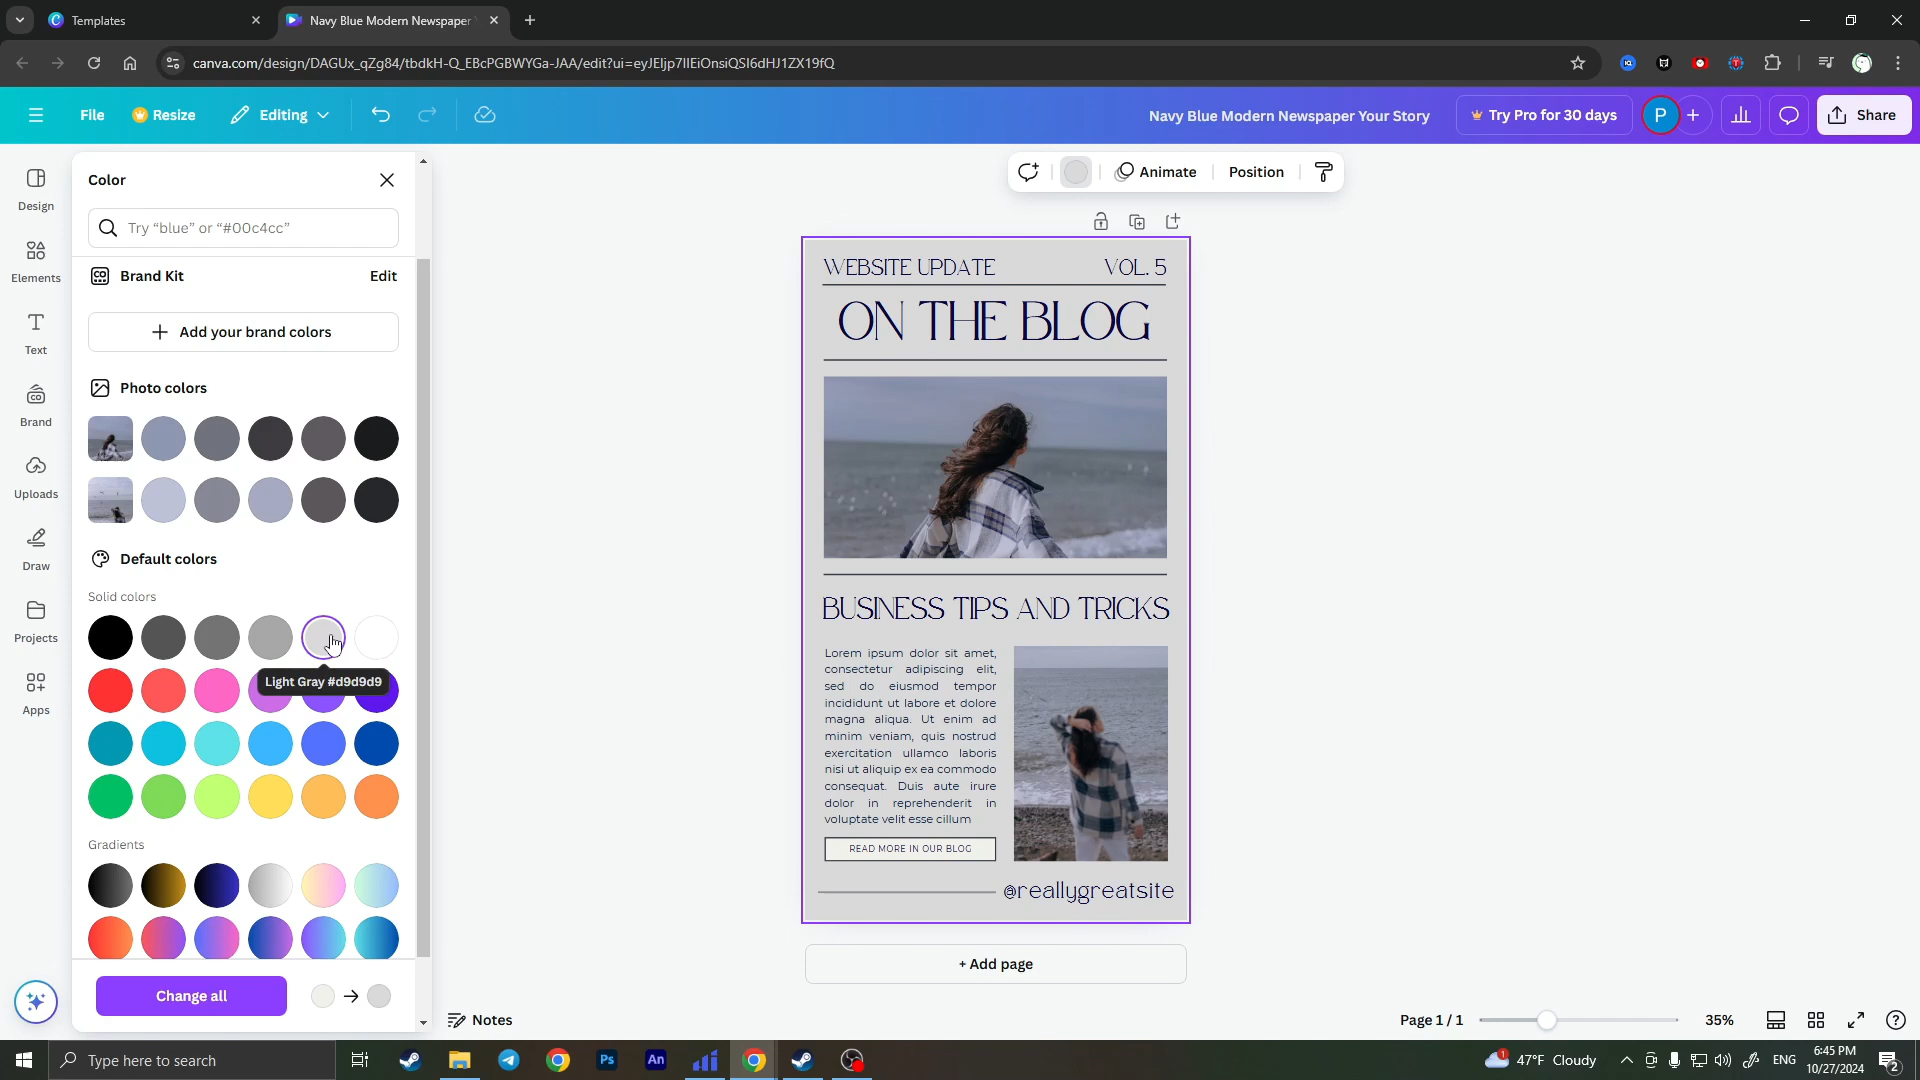 Templates
Navy Blue Modern Newspaper
canva.com/design/DAGUx_qZg84/tbdkH-Q_EBcPGBWYGa-JAA/edit?ui=eyJEIjp7IlEiOnsiQSI6dHJ1ZX19fQ
File
Resize
Editing
Navy Blue Modern Newspaper Your Story
Try Pro for 30 days
P
Share
Design
Elements
Text
Brand
Uploads
Draw
Projects
Apps
Color
Try “blue” or “#00c4cc”
Brand Kit
Edit
Add your brand colors
Photo colors
Default colors
Solid colors
Light Gray #d9d9d9
Gradients
Change all
Animate
Position
WEBSITE UPDATE
VOL. 5
ON THE BLOG
BUSINESS TIPS AND TRICKS
Lorem ipsum dolor sit amet,
consectetur adipiscing elit,
sed do eiusmod tempor
incididunt ut labore et dolore
magna aliqua. Ut enim ad
minim veniam, quis nostrud
exercitation ullamco laboris
nisi ut aliquip ex ea commodo
consequat. Duis aute irure
dolor in reprehenderit in
voluptate velit esse cillum
READ MORE IN OUR BLOG
@reallygreatsite
+ Add page
Notes
Page 1 / 1
35%
Type here to search
Ps
An
1
47°F Cloudy
ENG
6:45 PM
10/27/2024
2